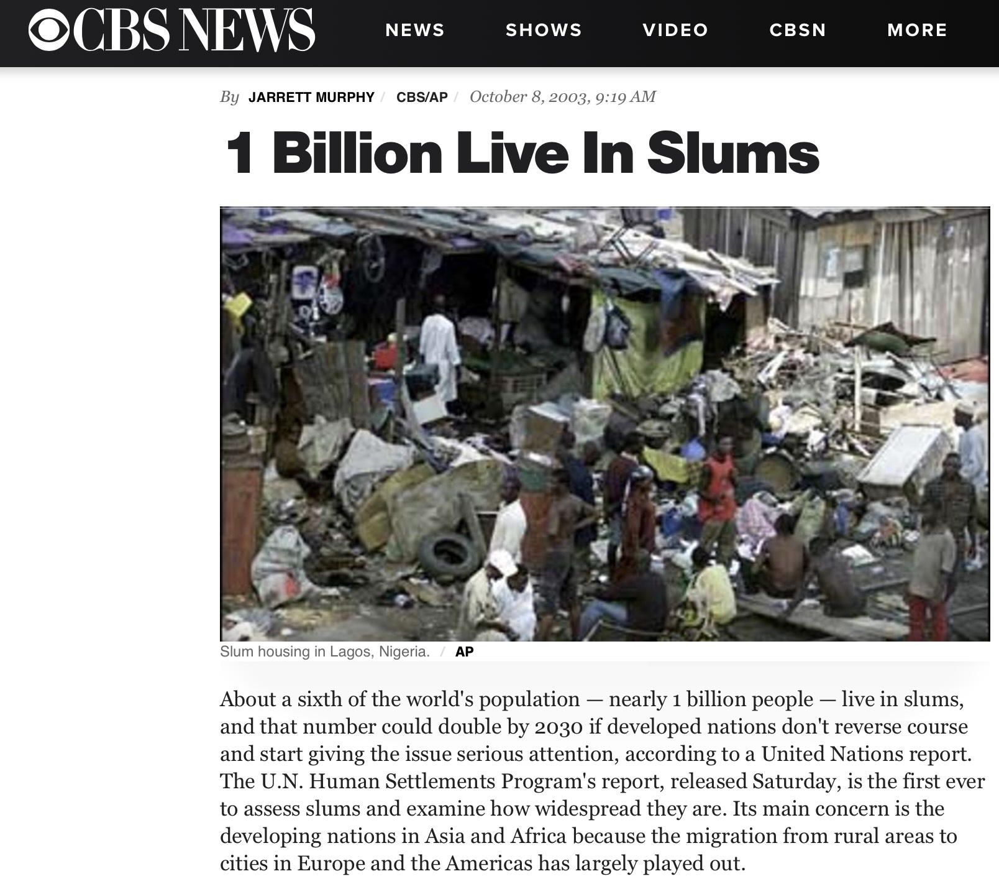 CBS NEWS NEWS SHOWS VIDEO CBSN MORE
By JARRETT MURPHY / CBS/AP / October 8, 2003, 9:19 AM
1 Billion Live In Slums
Slum housing in Lagos, Nigeria. / AP
About a sixth of the world's population — nearly 1 billion people — live in slums,
and that number could double by 2030 if developed nations don't reverse course
and start giving the issue serious attention, according to a United Nations report.
The U.N. Human Settlements Program's report, released Saturday, is the first ever
to assess slums and examine how widespread they are. Its main concern is the
developing nations in Asia and Africa because the migration from rural areas to
cities in Europe and the Americas has largely played out.